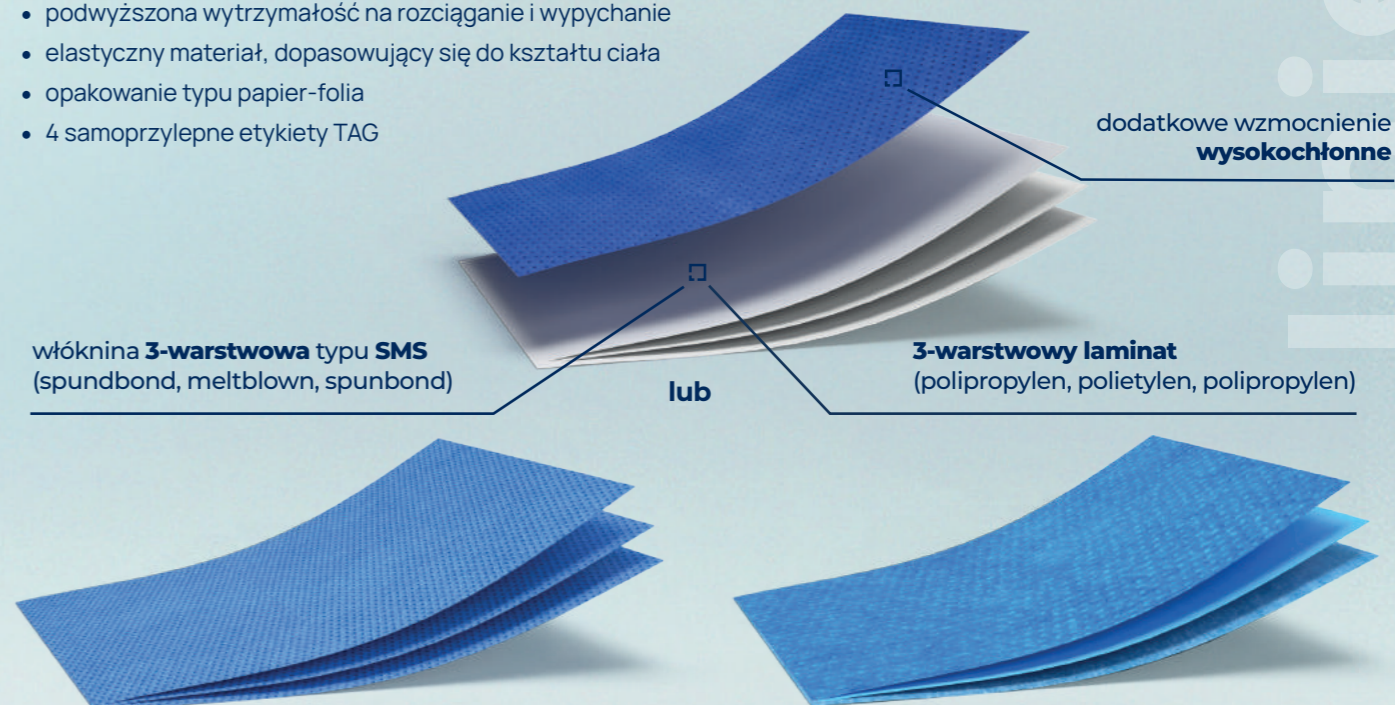 • podwyższona wytrzymałość na rozciąganie i wypychanie
• elastyczny materiał, dopasowujący się do kształtu ciała
• opakowanie typu papier-folia
• 4 samoprzylepne etykiety TAG
dodatkowe wzmocnienie
wysokochłonne
włóknina 3-warstwowa typu SMS
(spundbond, meltblown, spunbond)
lub
3-warstwowy laminat
(polipropylen, polietylen, polipropylen)